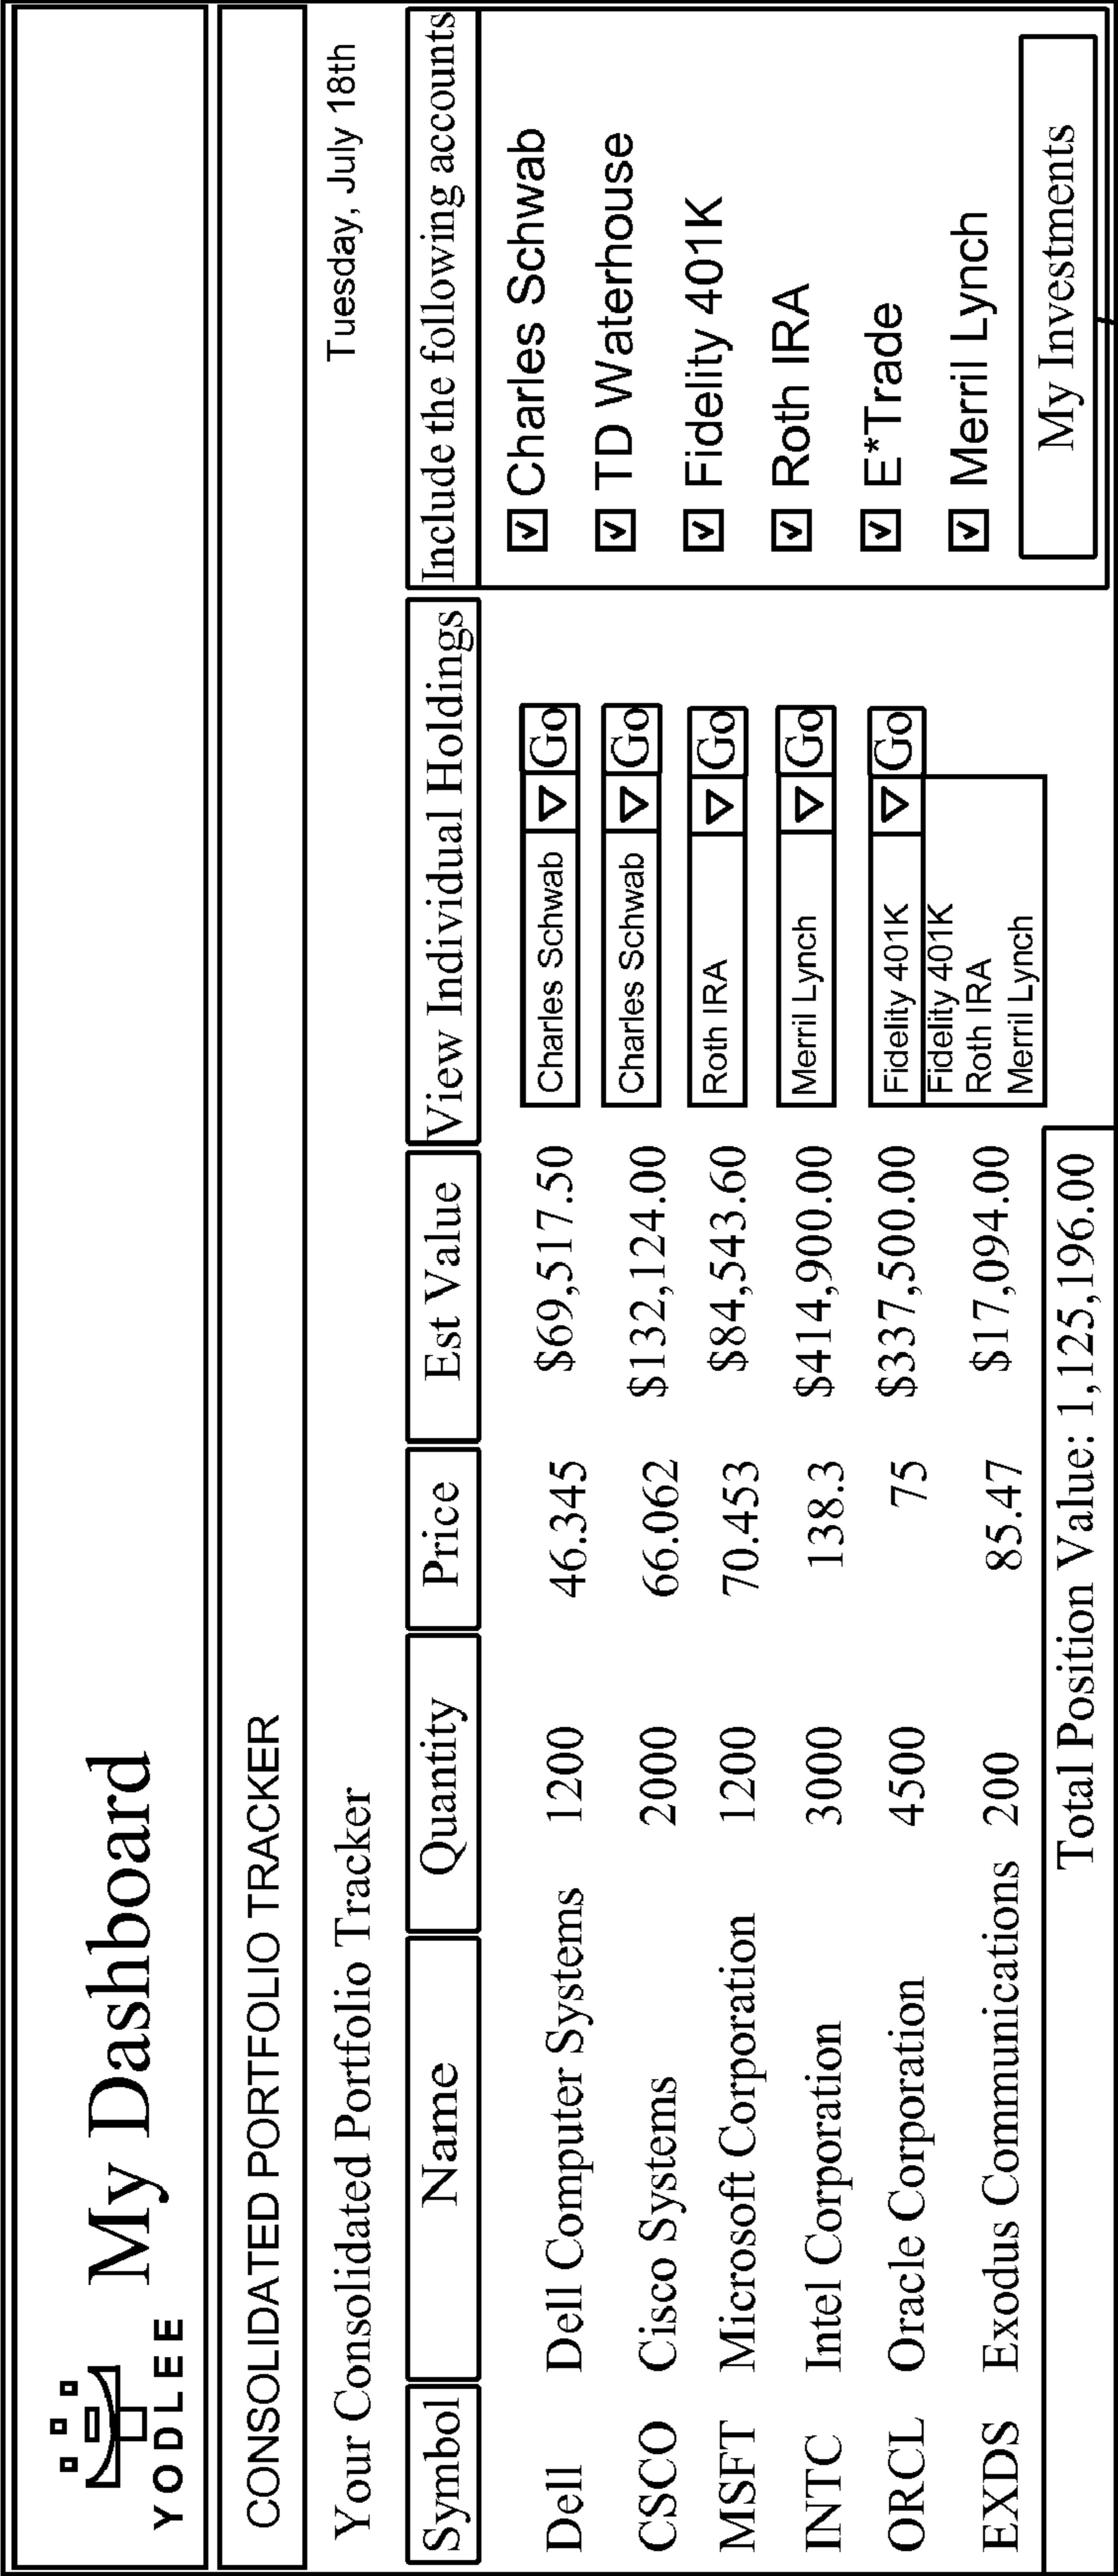 YODLEE My Dashboard
CONSOLIDATED PORTFOLIO TRACKER
Your Consolidated Portfolio Tracker Tuesday, July 18th
Symbol Name Quantity Price Est Value View Individual Holdings Include the following accounts
Dell Dell Computer Systems 1200 46.345 $69,517.50 Charles Schwab Go Charles Schwab
CSCO Cisco Systems 2000 66.062 $132,124.00 Charles Schwab Go TD Waterhouse
MSFT Microsoft Corporation 1200 70.453 $84,543.60 Roth IRA Go Fidelity 401K
INTC Intel Corporation 3000 138.3 $414,900.00 Merril Lynch Go Roth IRA
ORCL Oracle Corporation 4500 75 $337,500.00 Fidelity 401K Go E*Trade
Fidelity 401K
EXDS Exodus Communications 200 85.47 $17,094.00 Roth IRA Merril Lynch
Merril Lynch
Total Position Value: 1,125,196.00 My Investments